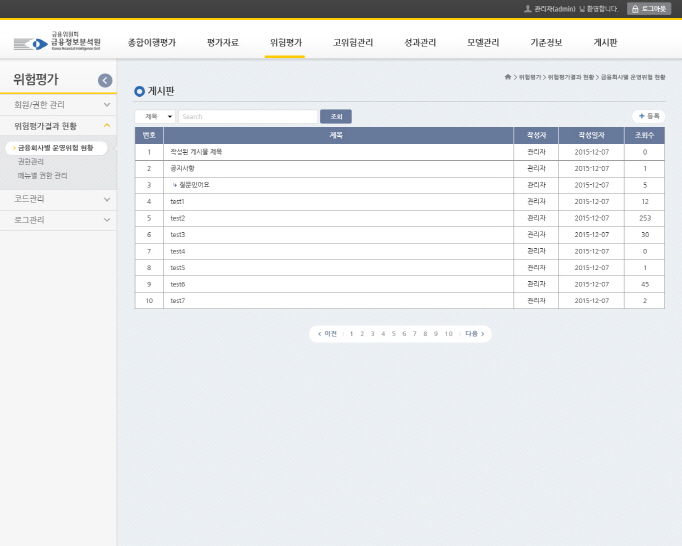 관리자(admin) 님 환영합니다
로그아웃
금융위원회
금융정보분석원
Korea Financial Intelligence Unit
종합이행평가 평가자료 위험평가 고위험관리 성과관리 모델관리 기준정보 게시판
위험평가
> 위험평가 > 위험평가결과 현황 > 금융회사별 운영위험 현황
회원/권한 관리
위험평가결과 현황
금융회사별 운영위험 현황
권한관리
메뉴별 권한 관리
코드관리
로그관리
게시판
제목 Search 조회
+ 등록
번호 제목 작성자 작성일자 조회수
1 작성된 게시물 제목 관리자 2015-12-07 0
2 공지사항 관리자 2015-12-07 1
3 ↳ 질문있어요 관리자 2015-12-07 5
4 test1 관리자 2015-12-07 12
5 test2 관리자 2015-12-07 253
6 test3 관리자 2015-12-07 30
7 test4 관리자 2015-12-07 0
8 test5 관리자 2015-12-07 1
9 test6 관리자 2015-12-07 45
10 test7 관리자 2015-12-07 2
< 이전 1 2 3 4 5 6 7 8 9 10 다음 >